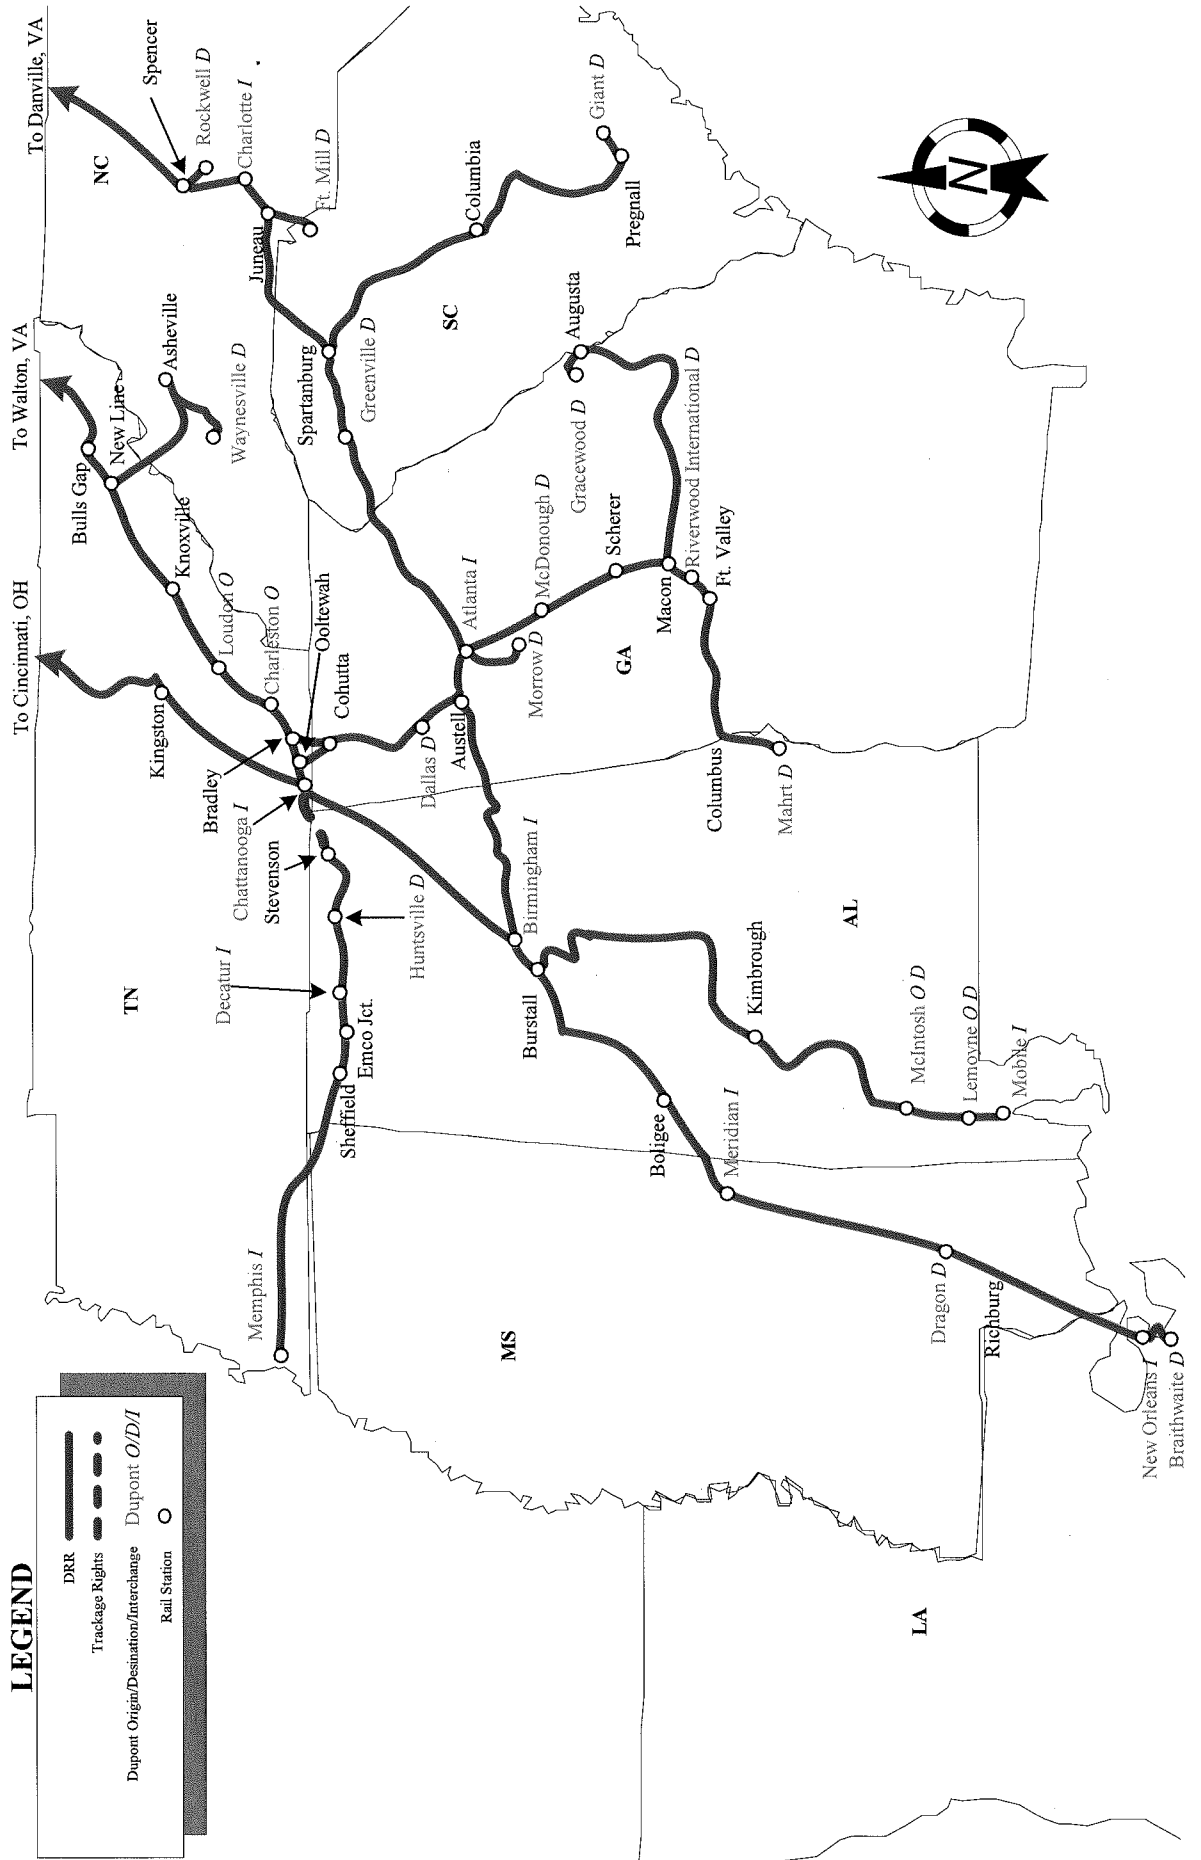 LEGEND
DRR
Trackage Rights
Dupont Origin/Desination/Interchange Dupont O/D/I
Rail Station
To Cincinnati, OH
To Walton, VA
To Danville, VA
Spencer
Rockwell D
Charlotte I
Ft. Mill D
Juneau
NC
Asheville
Waynesville D
New Line
Bulls Gap
Knoxville
Loudon O
Charleston O
Ooltewah
Cohutta
Kingston
Bradley
Chattanooga I
Stevenson
Huntsville D
Decatur I
TN
Emco Jct.
Sheffield
Memphis I
Spartanburg
Greenville D
SC
Columbia
Pregnall
Giant D
Augusta
Gracewood D
Atlanta I
McDonough D
Morrow D
Scherer
Macon
Riverwood International D
Ft. Valley
GA
Dallas D
Austell
Columbus
Mahrt D
Birmingham I
Burstall
AL
Kimbrough
McIntosh O D
Lemoyne O D
Mobile I
Boligee
Meridian I
MS
Dragon D
Richburg
New Orleans I
Braithwaite D
LA
N